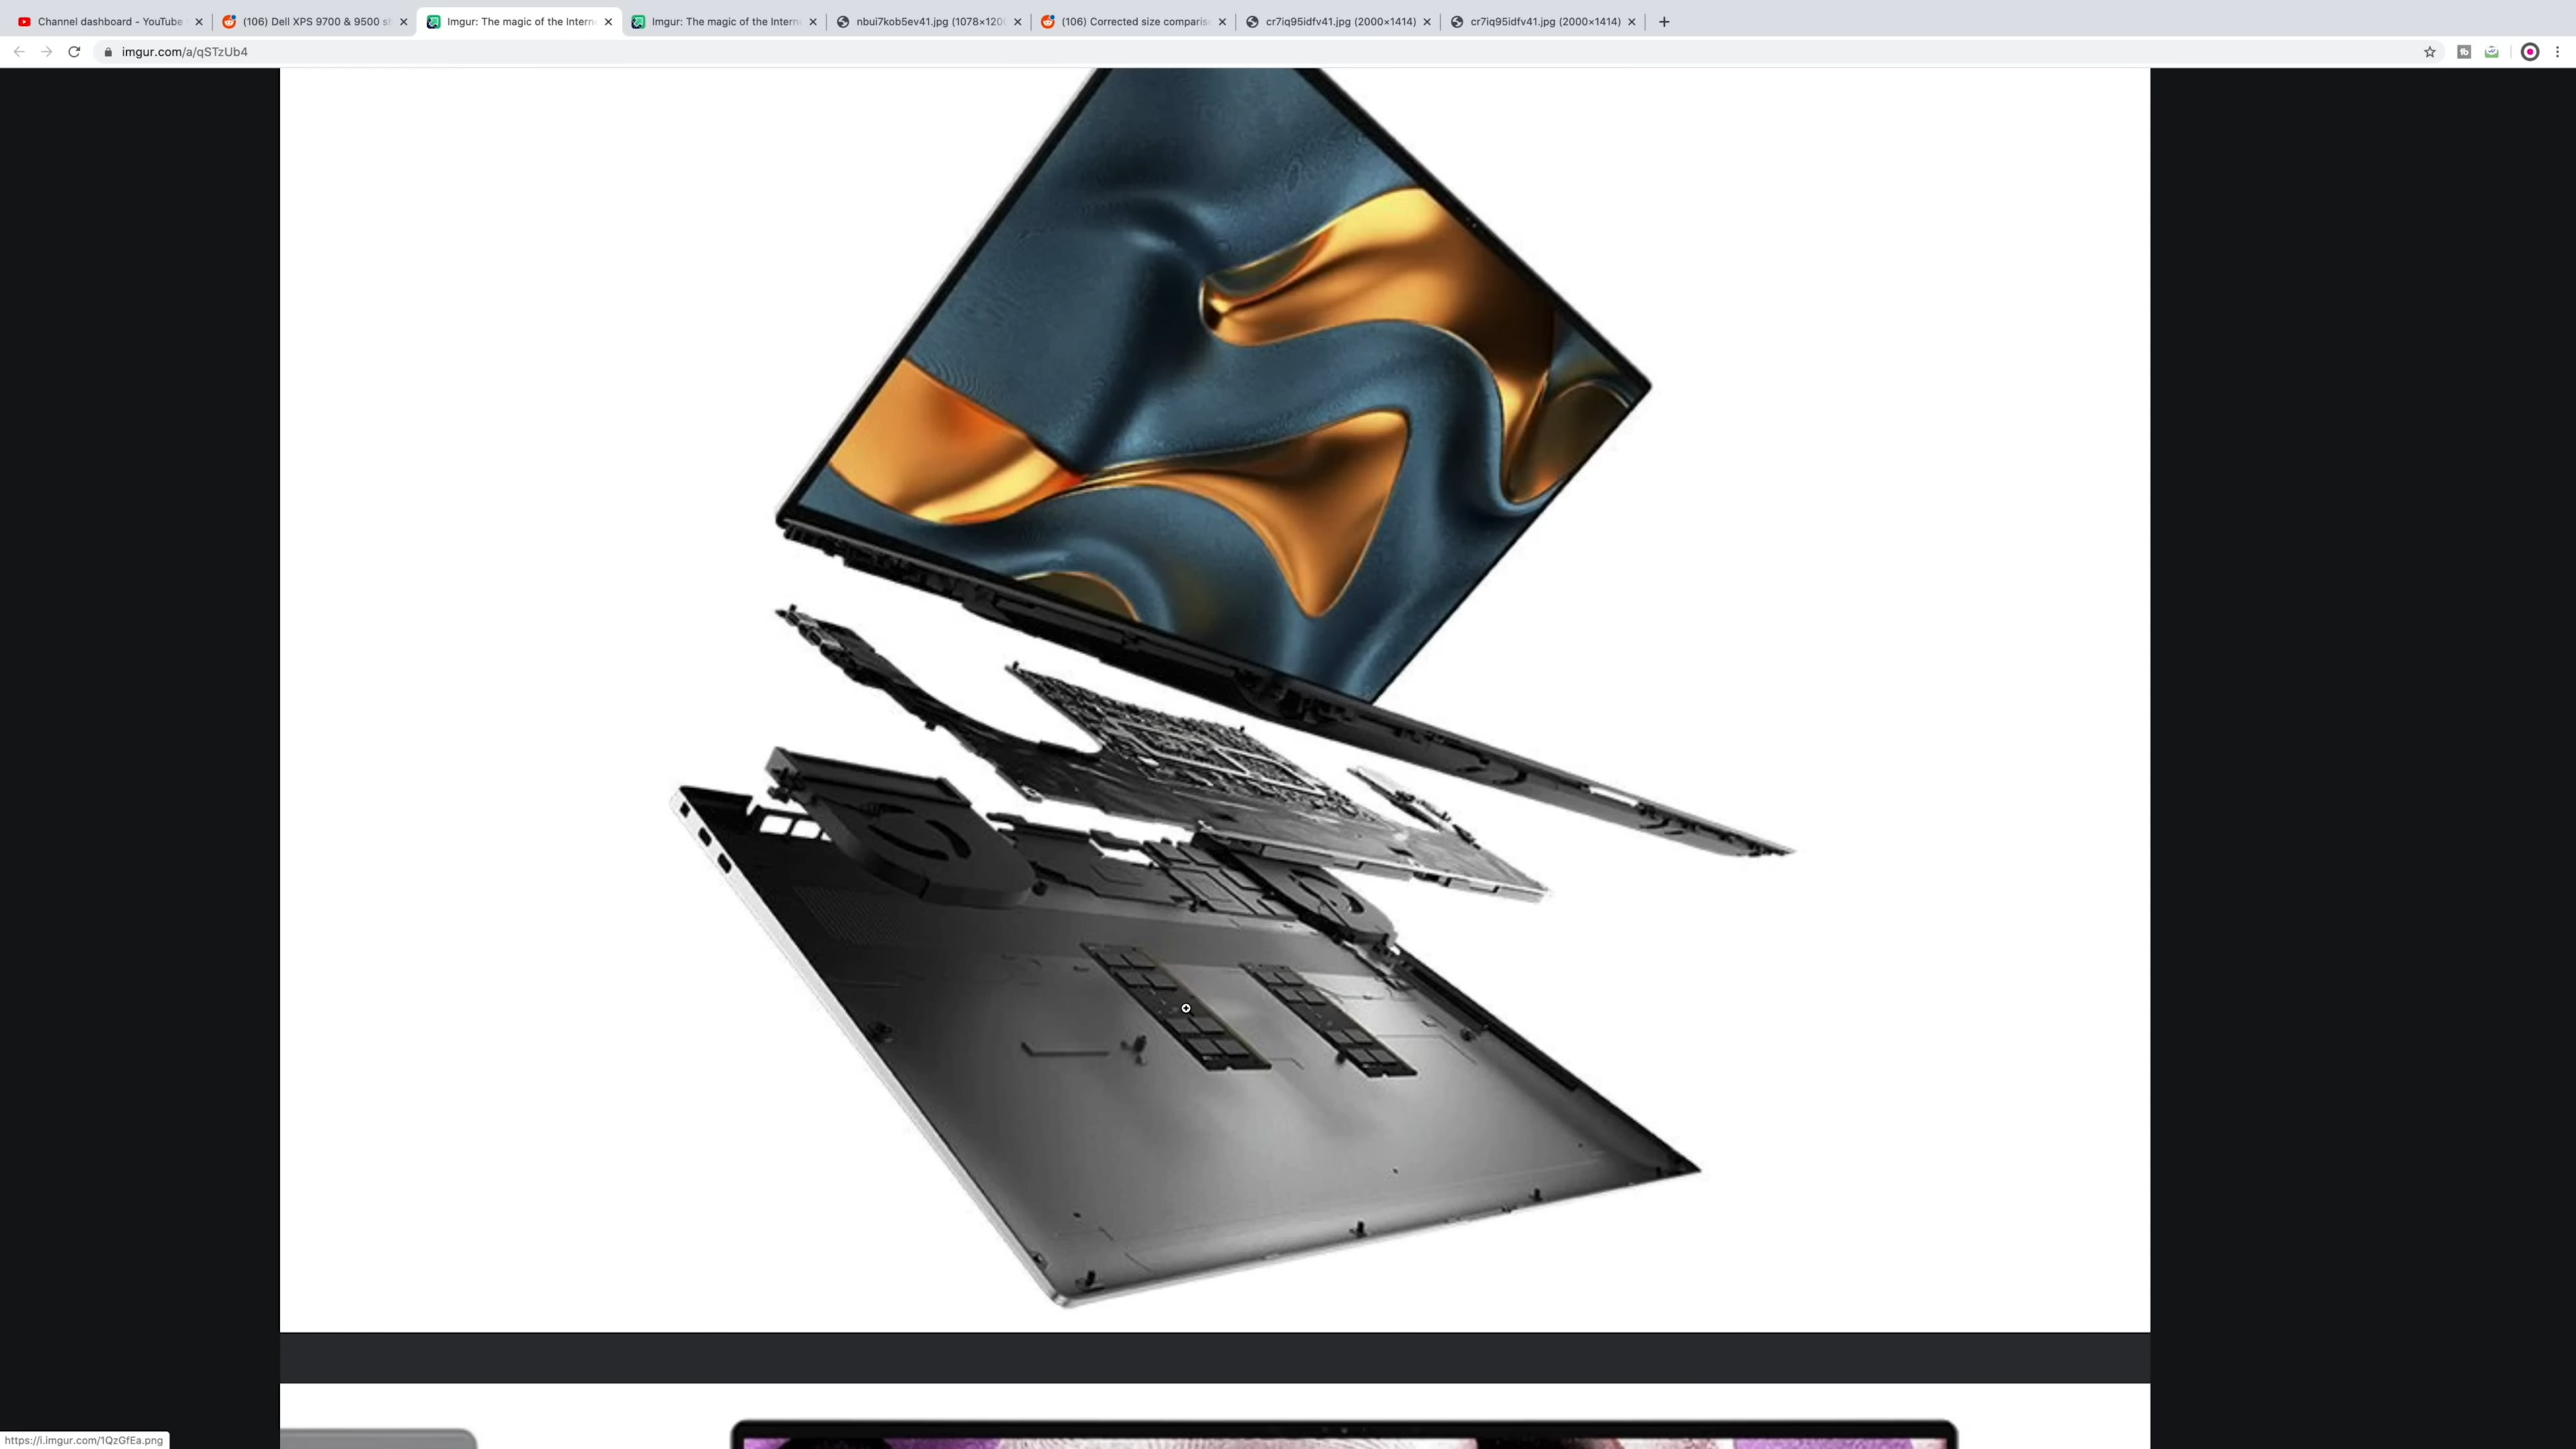 Channel dashboard - YouTube
(106) Dell XPS 9700 & 9500 s
Imgur: The magic of the Intern
Imgur: The magic of the Intern
nbui7kob5ev41.jpg (1078×120
(106) Corrected size comparis
cr7iq95idfv41.jpg (2000×1414)
cr7iq95idfv41.jpg (2000×1414)
imgur.com/a/qSTzUb4
https://i.imgur.com/1QzGfEa.png